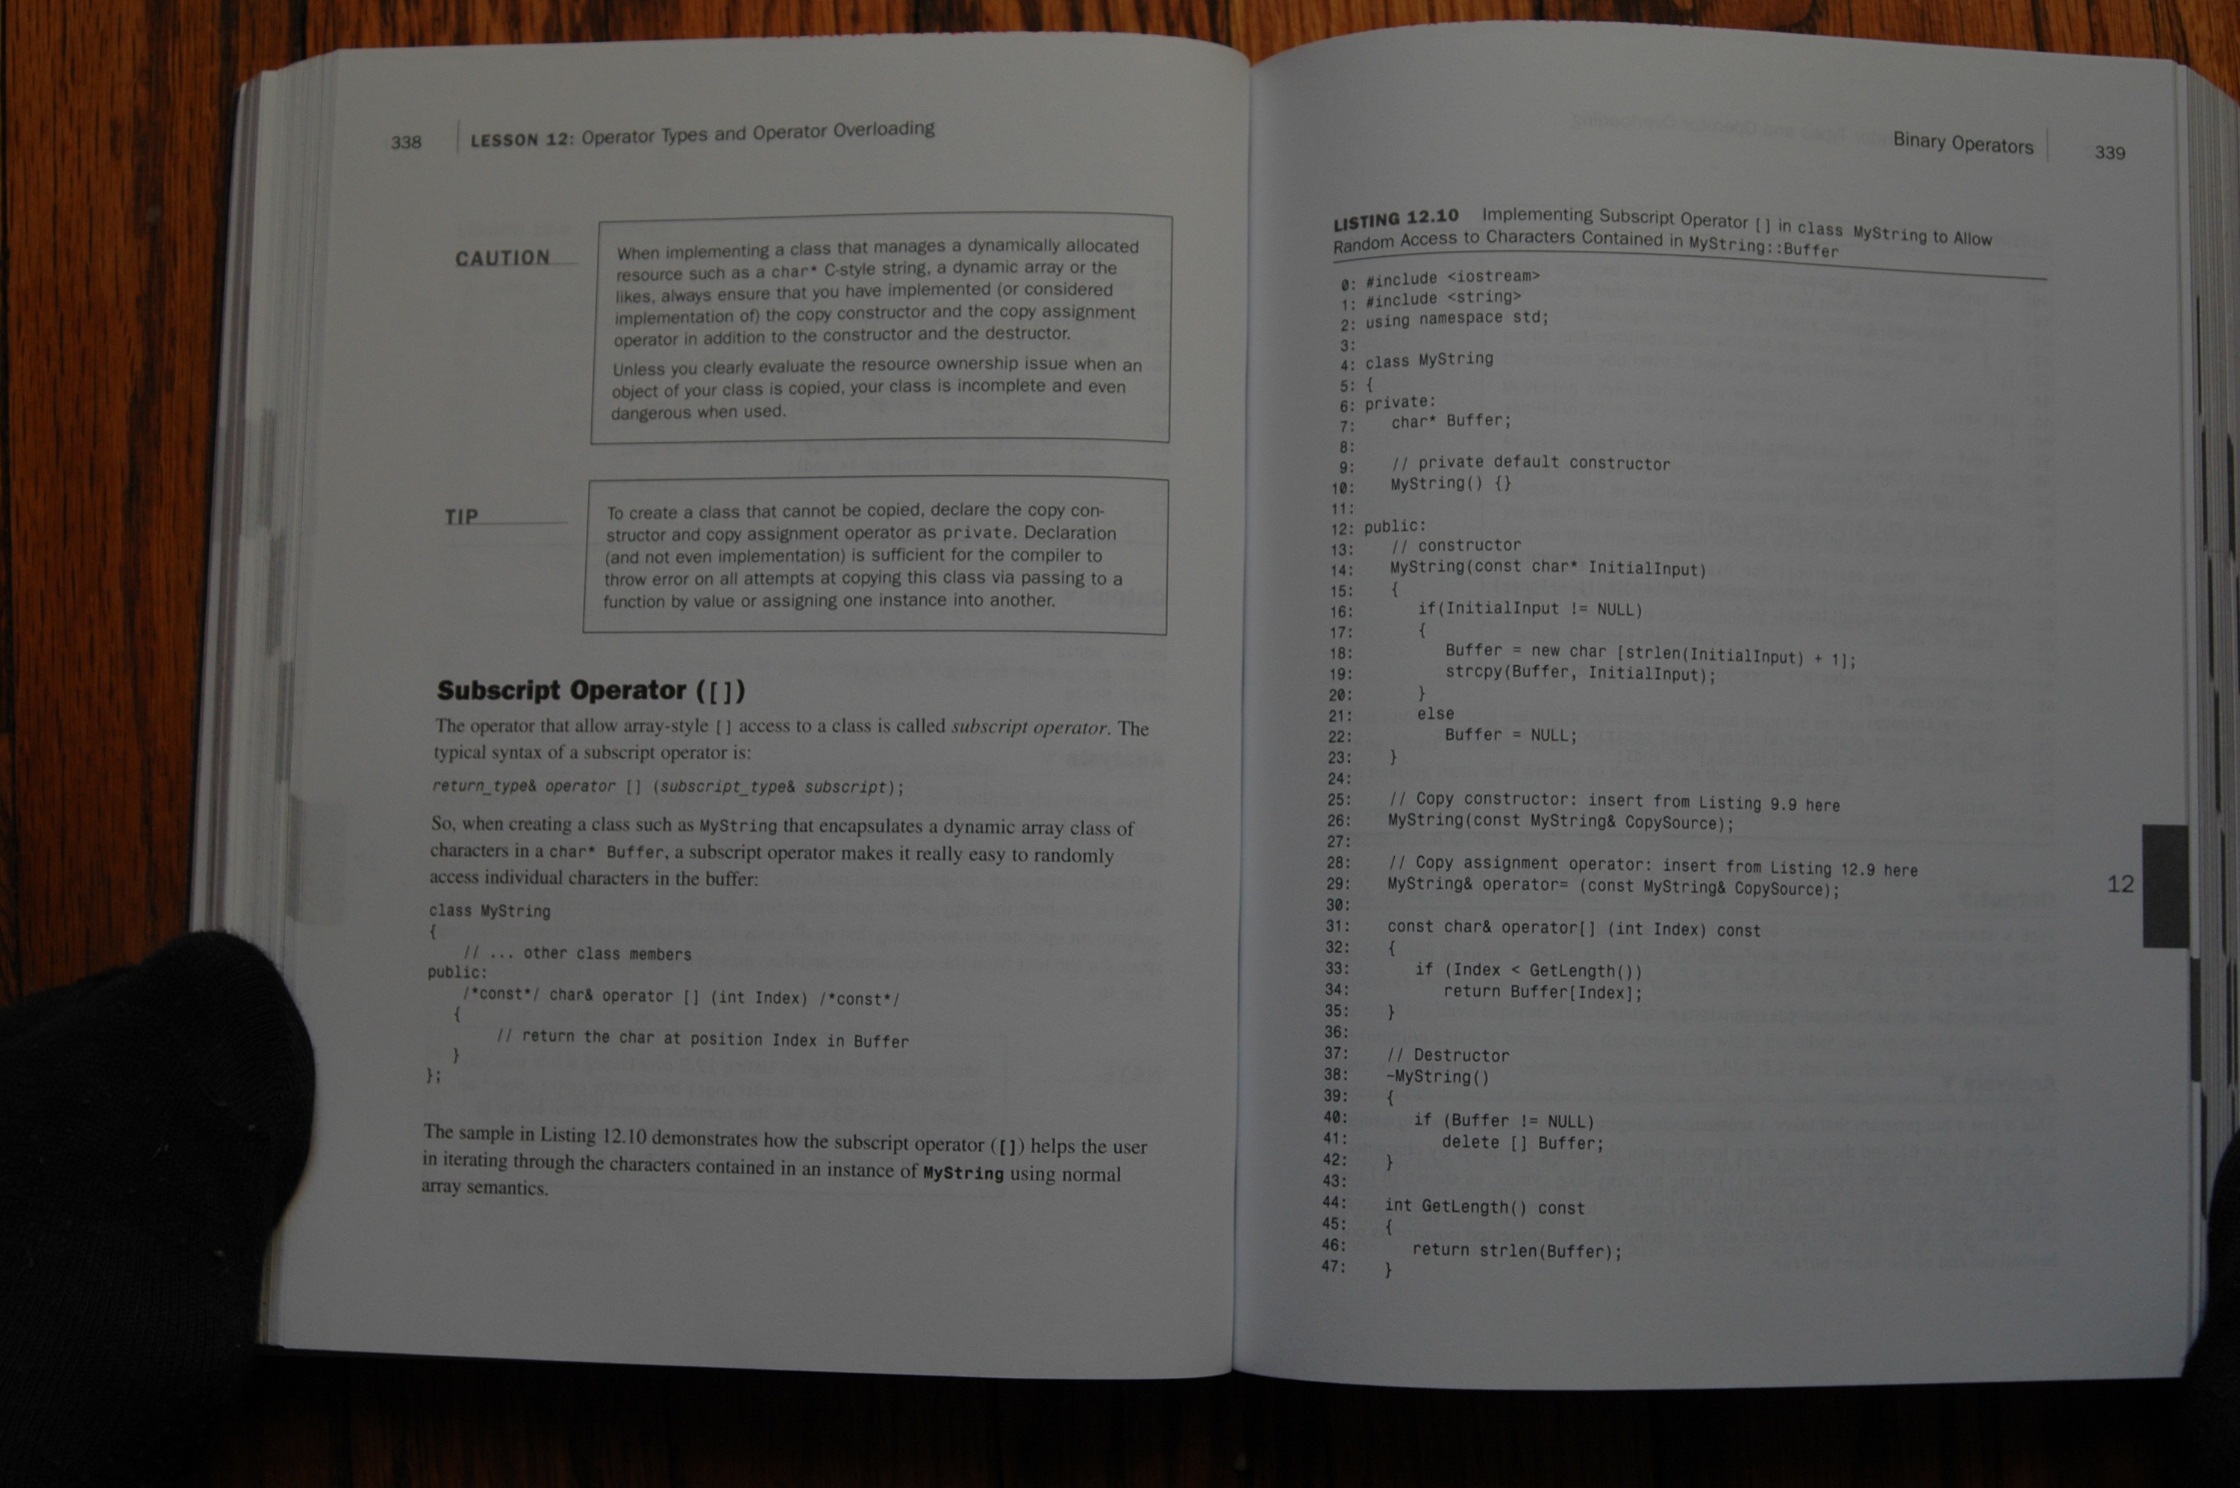 338 | LESSON 12: Operator Types and Operator Overloading
CAUTION
When implementing a class that manages a dynamically allocated
resource such as a char* C-style string, a dynamic array or the
likes, always ensure that you have implemented (or considered
implementation of) the copy constructor and the copy assignment
operator in addition to the constructor and the destructor.
Unless you clearly evaluate the resource ownership issue when an
object of your class is copied, your class is incomplete and even
dangerous when used.
TIP
To create a class that cannot be copied, declare the copy con-
structor and copy assignment operator as private. Declaration
(and not even implementation) is sufficient for the compiler to
throw error on all attempts at copying this class via passing to a
function by value or assigning one instance into another.
Subscript Operator ([])
The operator that allow array-style [] access to a class is called subscript operator. The
typical syntax of a subscript operator is:
return_type& operator [] (subscript_type& subscript);
So, when creating a class such as MyString that encapsulates a dynamic array class of
characters in a char* Buffer, a subscript operator makes it really easy to randomly
access individual characters in the buffer:
class MyString
{
// ... other class members
public:
/*const*/ char& operator [] (int Index) /*const*/
{
// return the char at position Index in Buffer
}
};
The sample in Listing 12.10 demonstrates how the subscript operator ([]) helps the user
in iterating through the characters contained in an instance of MyString using normal
array semantics.
Binary Operators | 339
LISTING 12.10 Implementing Subscript Operator [] in class MyString to Allow
Random Access to Characters Contained in MyString::Buffer
0: #include <iostream>
1: #include <string>
2: using namespace std;
3:
4: class MyString
5: {
6: private:
7: char* Buffer;
8:
9: // private default constructor
10: MyString() {}
11:
12: public:
13: // constructor
14: MyString(const char* InitialInput)
15: {
16: if(InitialInput != NULL)
17: {
18: Buffer = new char [strlen(InitialInput) + 1];
19: strcpy(Buffer, InitialInput);
20: }
21: else
22: Buffer = NULL;
23: }
24:
25: // Copy constructor: insert from Listing 9.9 here
26: MyString(const MyString& CopySource);
27:
28: // Copy assignment operator: insert from Listing 12.9 here
29: MyString& operator= (const MyString& CopySource);
30:
31: const char& operator[] (int Index) const
32: {
33: if (Index < GetLength())
34: return Buffer[Index];
35: }
36:
37: // Destructor
38: ~MyString()
39: {
40: if (Buffer != NULL)
41: delete [] Buffer;
42: }
43:
44: int GetLength() const
45: {
46: return strlen(Buffer);
47: }
12